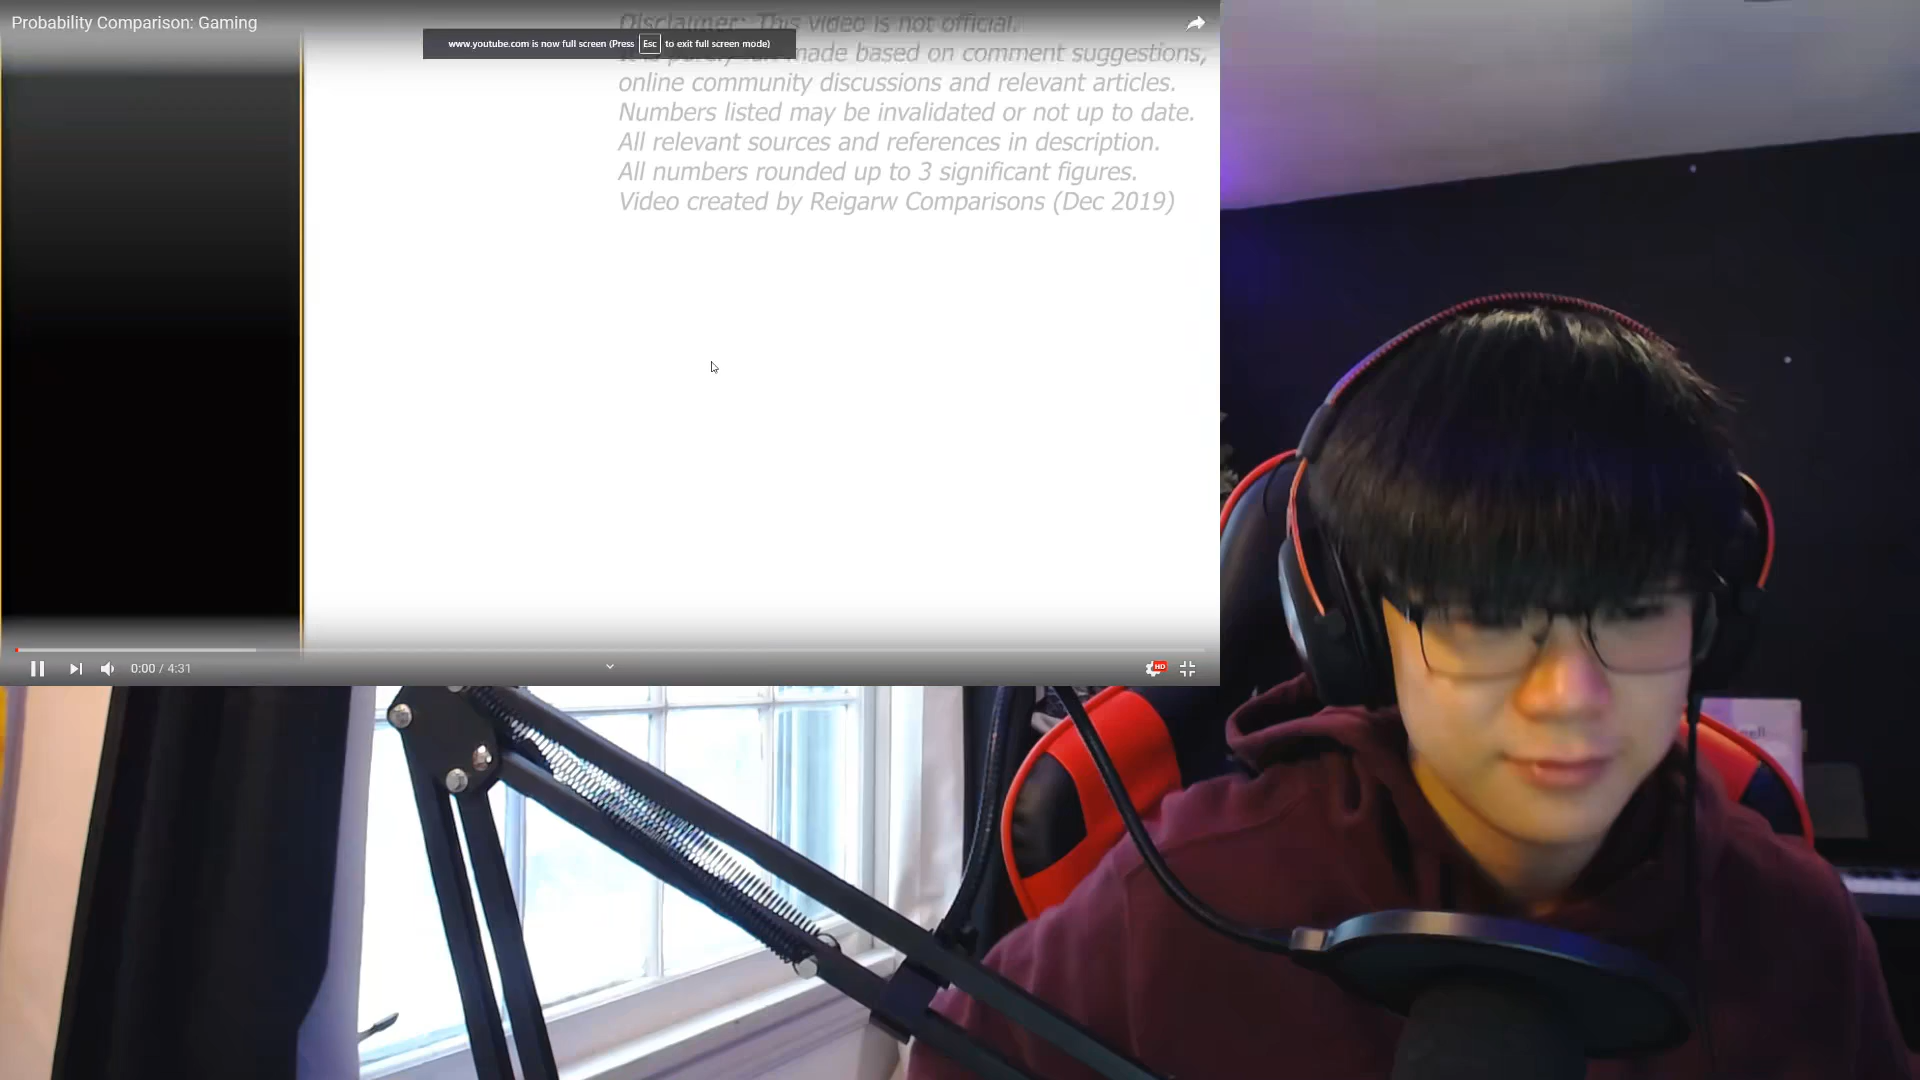 Probability Comparison: Gaming
Disclaimer: This video is not official.
www.youtube.com is now full screen (Press Esc to exit full screen mode)
made based on comment suggestions,
online community discussions and relevant articles.
Numbers listed may be invalidated or not up to date.
All relevant sources and references in description.
All numbers rounded up to 3 significant figures.
Video created by Reigarw Comparisons (Dec 2019)
0:00 / 4:31
HD